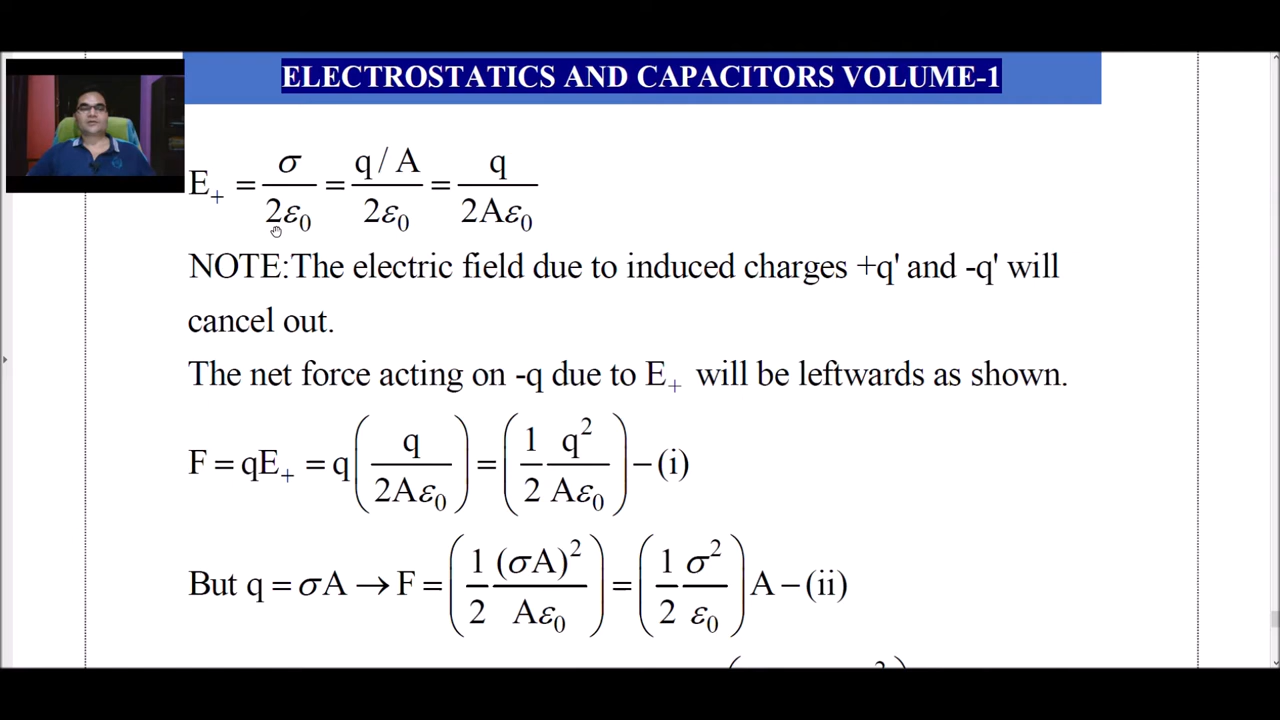 ELECTROSTATICS AND CAPACITORS VOLUME-1
E₊ = σ / 2ε₀ = q / A / 2ε₀ = q / 2Aε₀
NOTE:The electric field due to induced charges +q' and -q' will
cancel out.
The net force acting on -q due to E₊ will be leftwards as shown.
F = qE₊ = q(q / 2Aε₀) = (1/2 q² / Aε₀) – (i)
But q = σA → F = (1/2 (σA)² / Aε₀) = (1/2 σ² / ε₀) A – (ii)